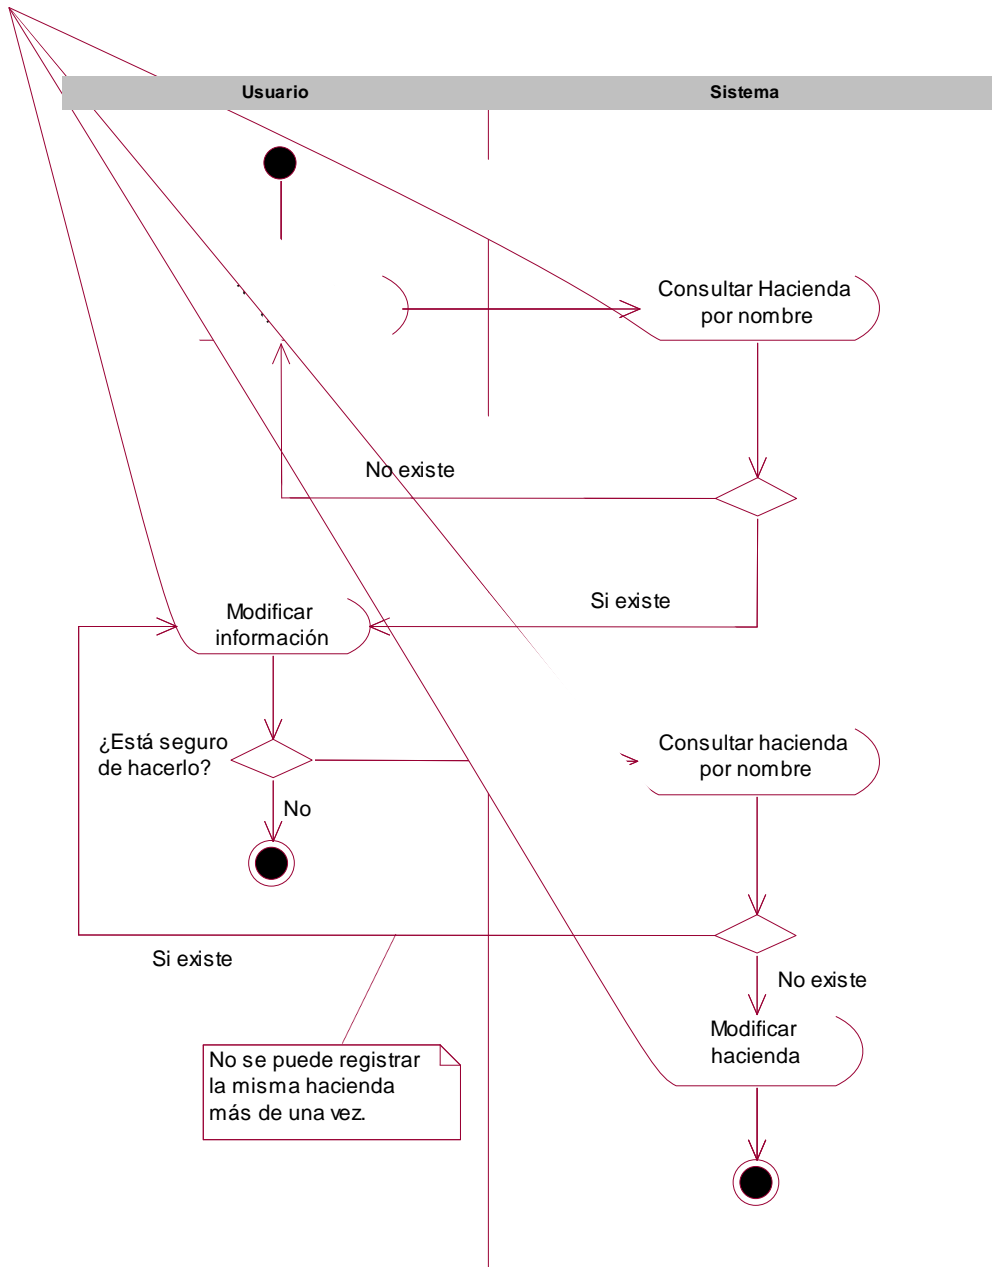 Usuario
Sistema
Consultar Hacienda
por nombre
No existe
Si existe
Modificar
información
¿Está seguro
de hacerlo?
No
Consultar hacienda
por nombre
Si existe
No existe
Modificar
hacienda
No se puede registrar
la misma hacienda
más de una vez.